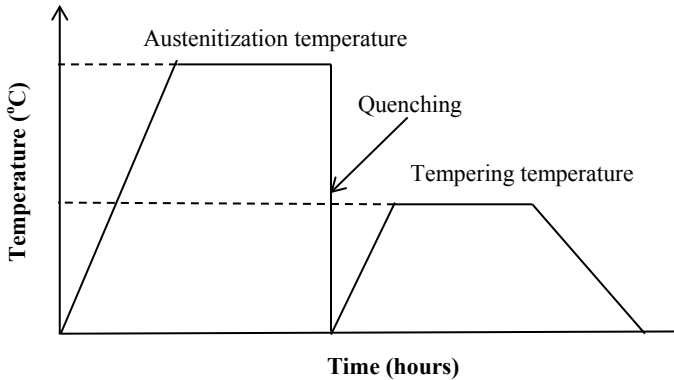 Austenitization temperature
Quenching
Tempering temperature
Temperature (°C)
Time (hours)